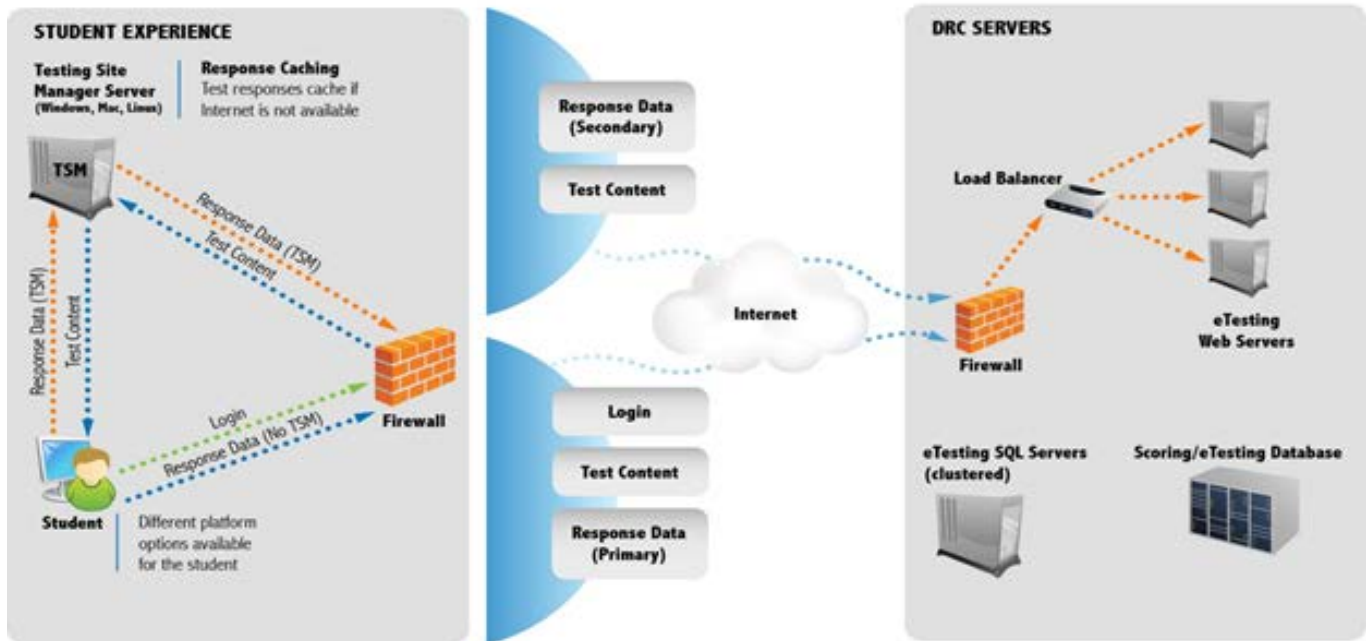 STUDENT EXPERIENCE
Testing Site
Manager Server
(Windows, Mac, Linux)
Response Caching
Test responses cache if
Internet is not available
TSM
Response Data (TSM)
Test Content
Response Data (TSM)
Test Content
Login
Response Data (No TSM)
Firewall
Student
Different platform
options available
for the student
Response Data
(Secondary)
Test Content
Internet
Login
Test Content
Response Data
(Primary)
DRC SERVERS
Load Balancer
Firewall
eTesting
Web Servers
eTesting SQL Servers
(clustered)
Scoring/eTesting Database